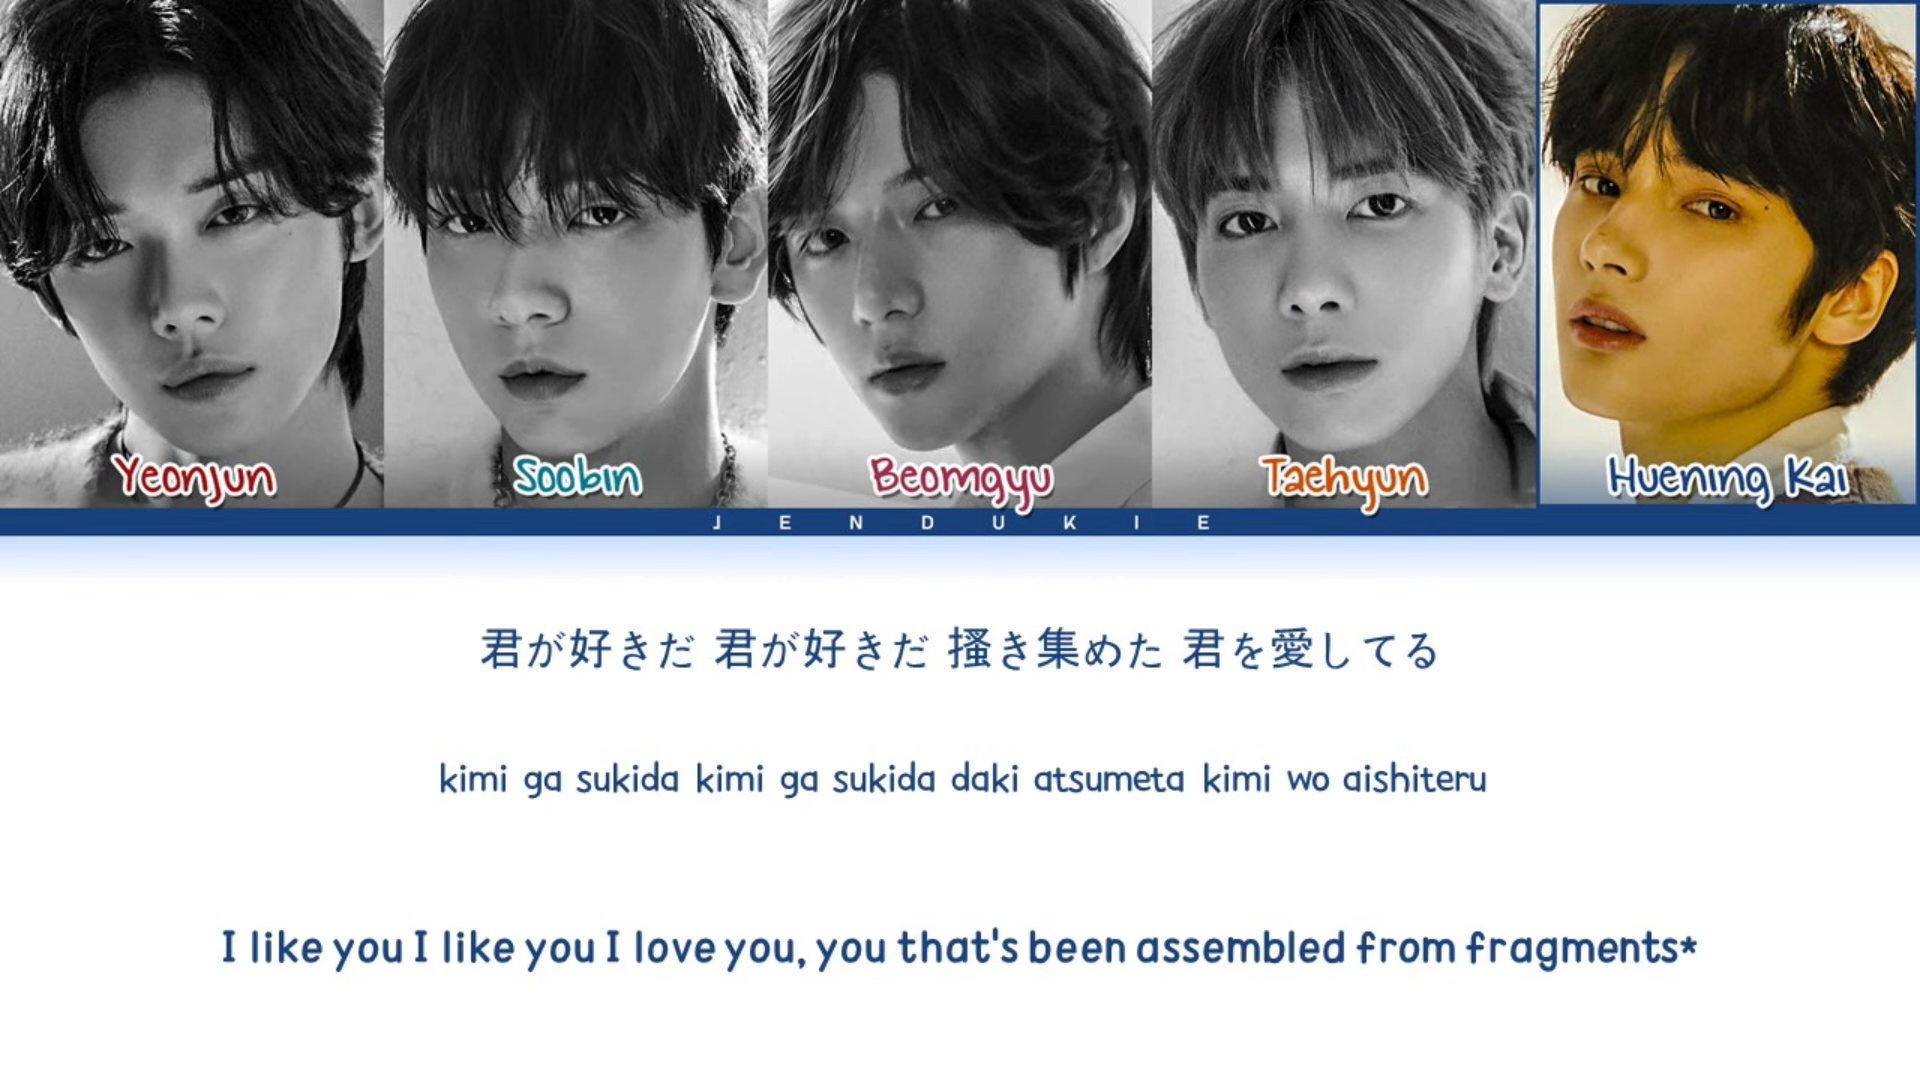 Yeonjun
Soobin
Beomgyu
Taehyun
Huening Kai
JENDUKIE
君が好きだ 君が好きだ 掻き集めた 君を愛してる
kimi ga sukida kimi ga sukida daki atsumeta kimi wo aishiteru
I like you I like you I love you, you that's been assembled from fragments*